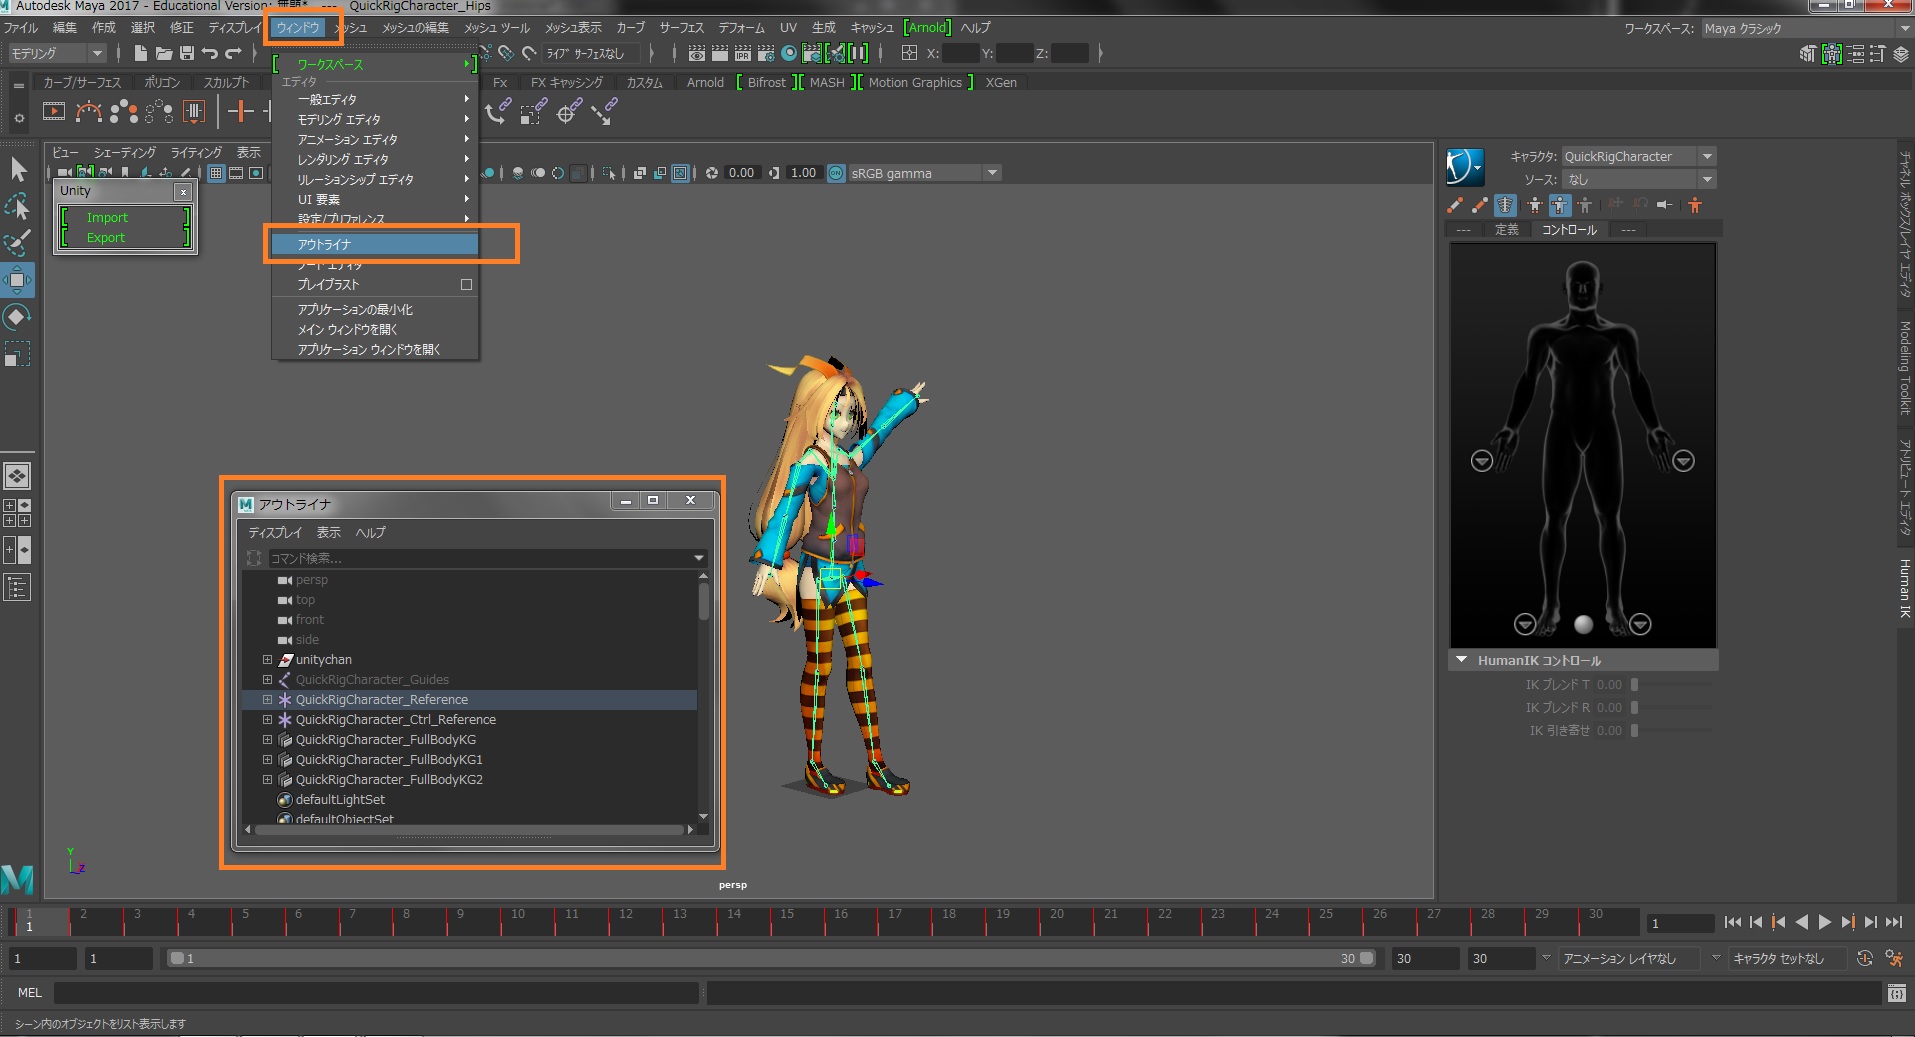 Autodesk Maya 2017 - Educational Version: 無題* --- QuickRigCharacter_Hips
ファイル 編集 作成 選択 修正 ディスプレイ ウィンドウ メッシュ メッシュの編集 メッシュ ツール メッシュ表示 カーブ サーフェス デフォーム UV 生成 キャッシュ [Arnold] ヘルプ
ワークスペース: Maya クラシック
モデリング
ライブ サーフェスなし
IPR
X: Y: Z:
カーブ/サーフェス ポリゴン スカルプト
Fx FX キャッシング カスタム Arnold [ Bifrost ][ MASH ][ Motion Graphics ] XGen
ワークスペース
エディタ
一般エディタ
モデリング エディタ
アニメーション エディタ
レンダリング エディタ
リレーションシップ エディタ
UI 要素
設定/プリファレンス
アウトライナ
ノード エディタ
プレイブラスト
アプリケーションの最小化
メイン ウィンドウを開く
アプリケーション ウィンドウを開く
ビュー シェーディング ライティング 表示
0.00 1.00 ON sRGB gamma
Unity x
Import
Export
キャラクタ: QuickRigCharacter
ソース: なし
--- 定義 コントロール ---
チャネル ボックス/レイヤ エディタ
Modeling Toolkit
アトリビュート エディタ
Human IK
HumanIK コントロール
IK ブレンド T 0.00
IK ブレンド R 0.00
IK 引き寄せ 0.00
アウトライナ
ディスプレイ 表示 ヘルプ
コマンド検索...
persp
top
front
side
unitychan
QuickRigCharacter_Guides
QuickRigCharacter_Reference
QuickRigCharacter_Ctrl_Reference
QuickRigCharacter_FullBodyKG
QuickRigCharacter_FullBodyKG1
QuickRigCharacter_FullBodyKG2
defaultLightSet
defaultObjectSet
Y
Z
persp
1 2 3 4 5 6 7 8 9 10 11 12 13 14 15 16 17 18 19 20 21 22 23 24 25 26 27 28 29 30
1
1
1 1 1 30 30 30 アニメーション レイヤなし キャラクタ セットなし
MEL
シーン内のオブジェクトをリスト表示します